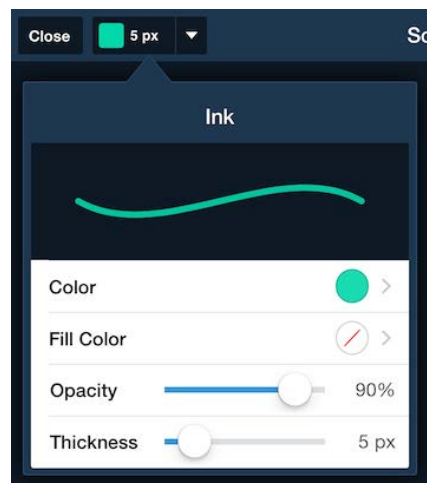 Close 5 px
Ink
Color
Fill Color
Opacity 90%
Thickness 5 px